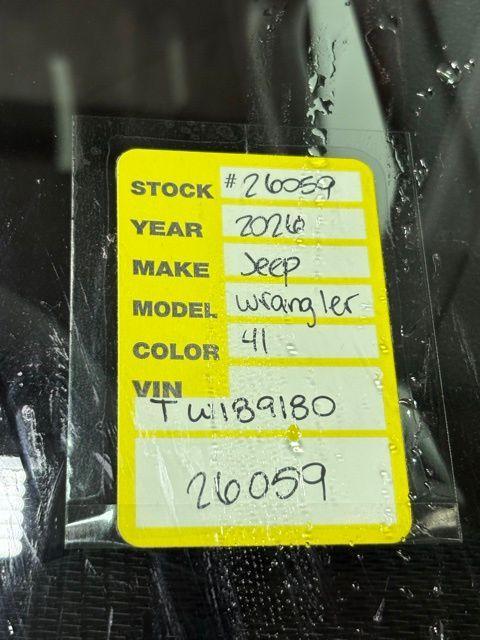 STOCK #26059
YEAR 2026
MAKE Jeep
MODEL Wrangler
COLOR 41
VIN
TW189180
26059